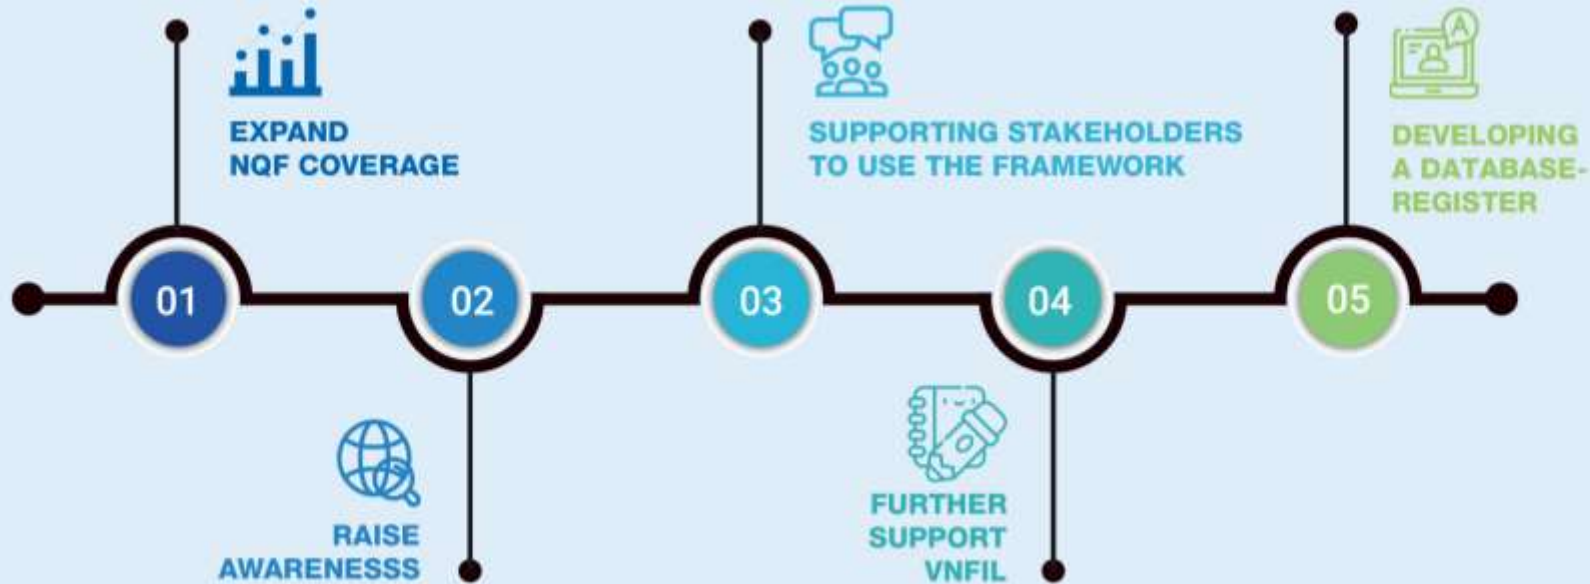 EXPAND
NQF COVERAGE
SUPPORTING STAKEHOLDERS
TO USE THE FRAMEWORK
A
DEVELOPING
A DATABASE-
REGISTER
01
02
03
04
05
RAISE
AWARENESSS
FURTHER
SUPPORT
VNFIL